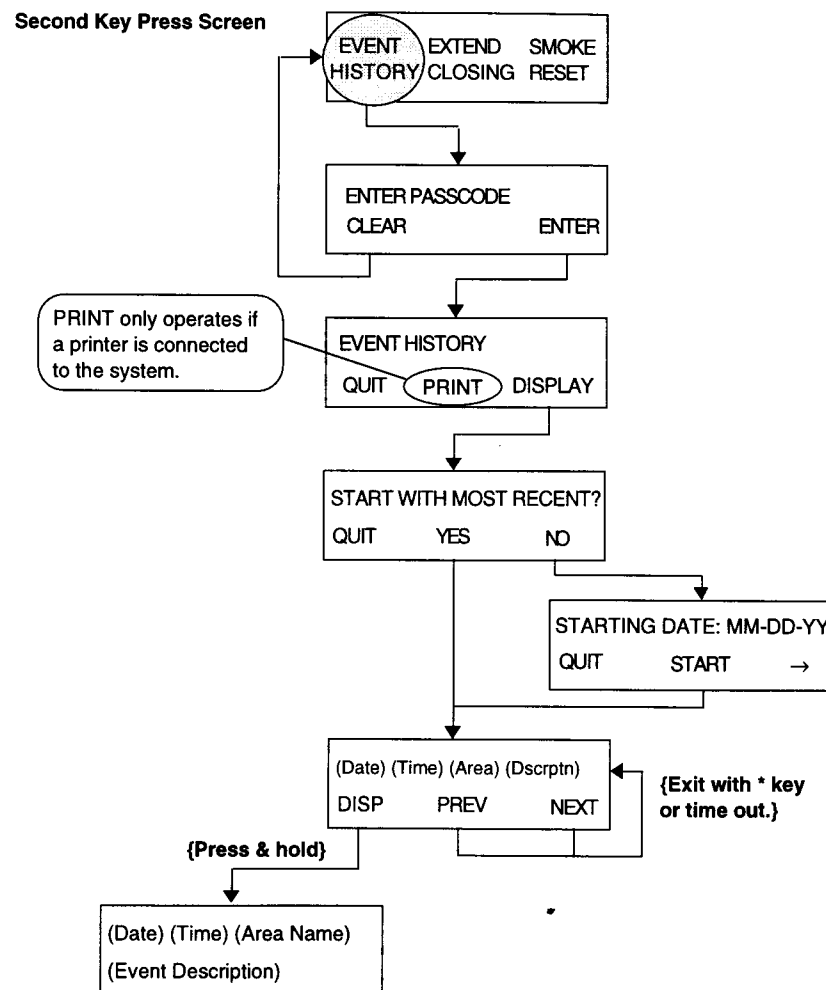 Second Key Press Screen
EVENT EXTEND SMOKE
HISTORY CLOSING RESET
ENTER PASSCODE
CLEAR ENTER
PRINT only operates if
a printer is connected
to the system.
EVENT HISTORY
QUIT PRINT DISPLAY
START WITH MOST RECENT?
QUIT YES NO
STARTING DATE: MM-DD-YY
QUIT START →
(Date) (Time) (Area) (Dscrptn)
DISP PREV NEXT
{Exit with * key
or time out.}
{Press & hold}
(Date) (Time) (Area Name)
(Event Description)